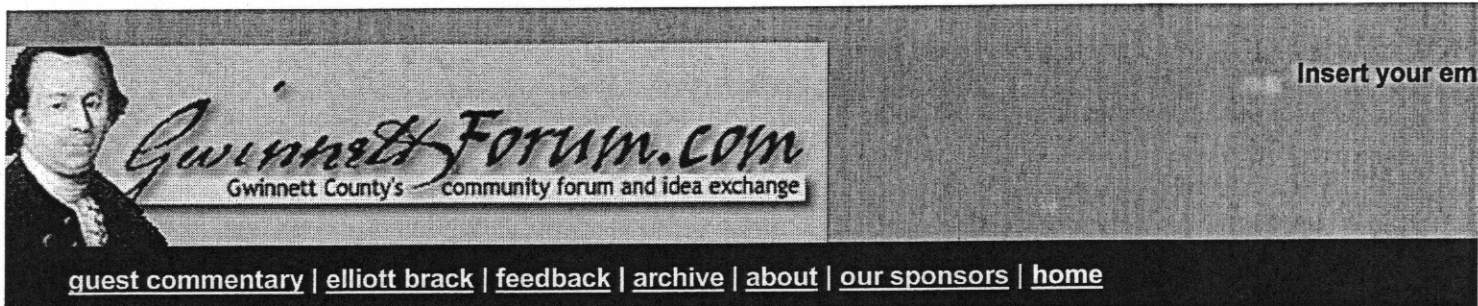 Insert your em
GwinnettForum.com
Gwinnett County's community forum and idea exchange
guest commentary | elliott brack | feedback | archive | about | our sponsors | home